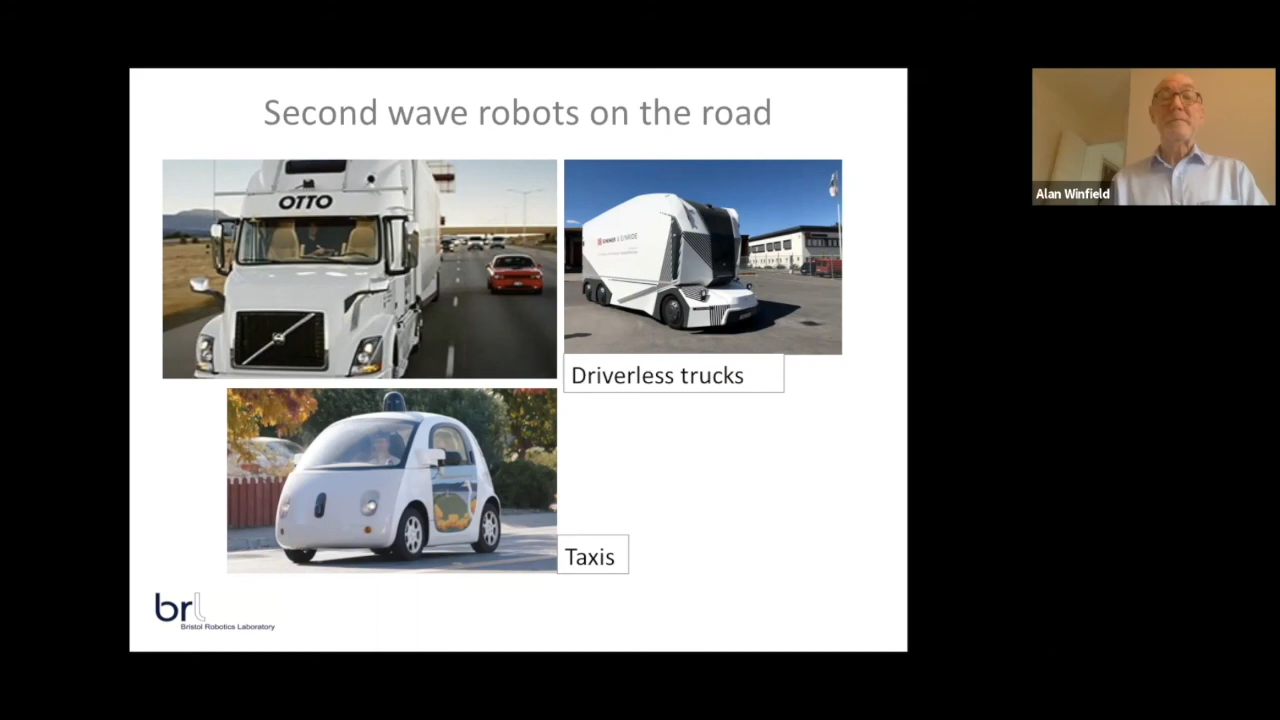 Second wave robots on the road
OTTO
Driverless trucks
Taxis
brl
Bristol Robotics Laboratory
Alan Winfield